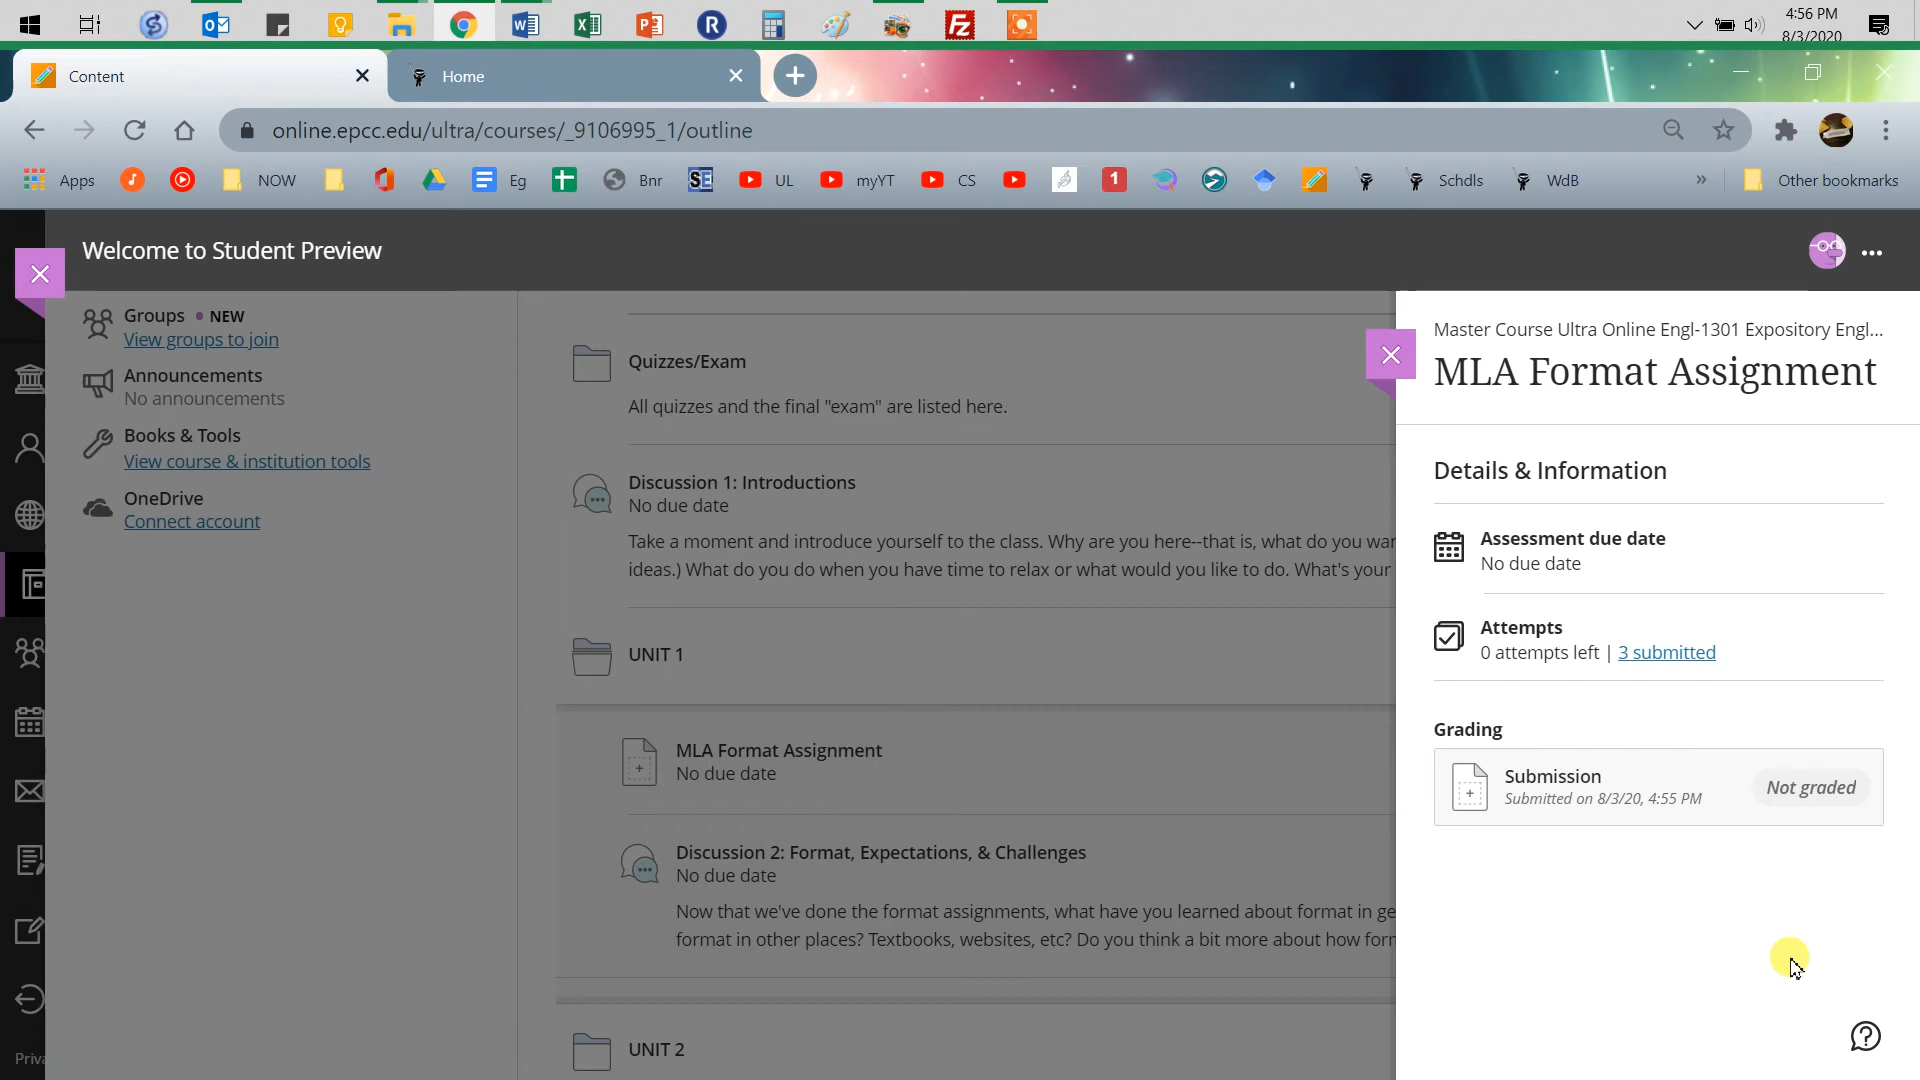 4:56 PM
8/3/2020
Content
Home
online.epcc.edu/ultra/courses/_9106995_1/outline
Apps
NOW
Eg
Bnr
SE
UL
myYT
CS
1
Schdls
WdB
»
Other bookmarks
Welcome to Student Preview
Groups • NEW
View groups to join
Announcements
No announcements
Books & Tools
View course & institution tools
OneDrive
Connect account
Quizzes/Exam
All quizzes and the final "exam" are listed here.
Discussion 1: Introductions
No due date
Take a moment and introduce yourself to the class. Why are you here--that is, what do you
ideas.) What do you do when you have time to relax or what would you like to do. What's your
UNIT 1
MLA Format Assignment
No due date
Discussion 2: Format, Expectations, & Challenges
No due date
Now that we've done the format assignments, what have you learned about format in
format in other places? Textbooks, websites, etc? Do you think a bit more about how
UNIT 2
Priva
Master Course Ultra Online Engl-1301 Expository Engl...
MLA Format Assignment
Details & Information
Assessment due date
No due date
Attempts
0 attempts left | 3 submitted
Grading
Submission
Submitted on 8/3/20, 4:55 PM
Not graded